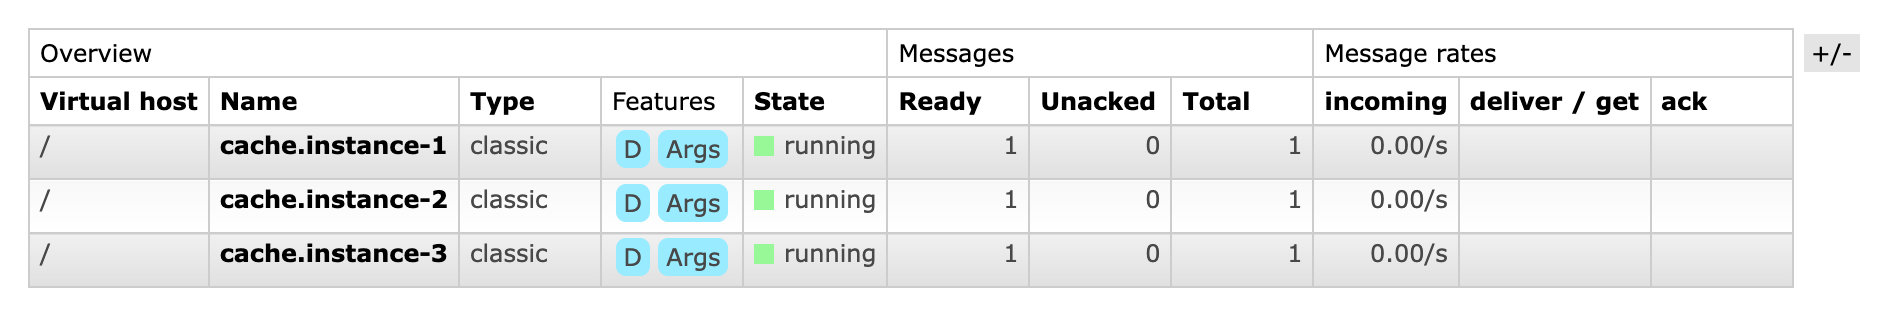 Overview Messages Message rates +/-
Virtual host Name Type Features State Ready Unacked Total incoming deliver / get ack
/ cache.instance-1 classic D Args running 1 0 1 0.00/s
/ cache.instance-2 classic D Args running 1 0 1 0.00/s
/ cache.instance-3 classic D Args running 1 0 1 0.00/s